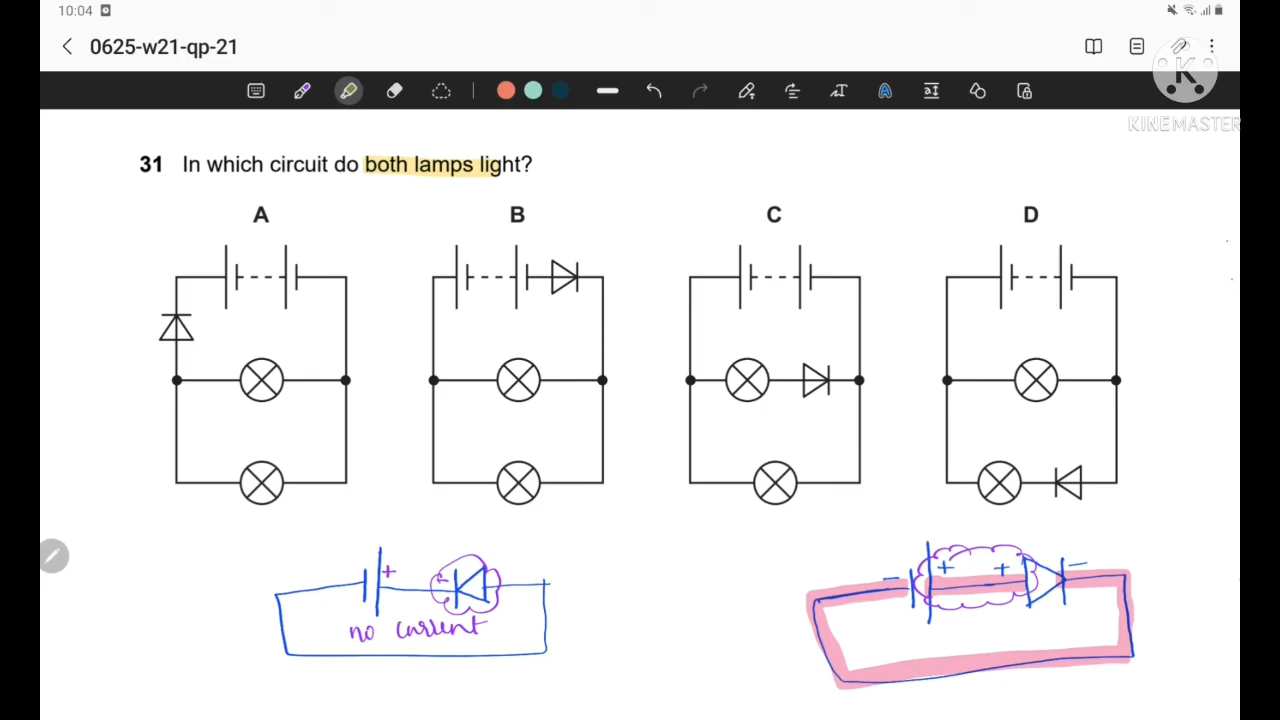 10:04
0625-w21-qp-21
K
KINEMASTER
31 In which circuit do both lamps light?
A B C D
+
no current
- + + -